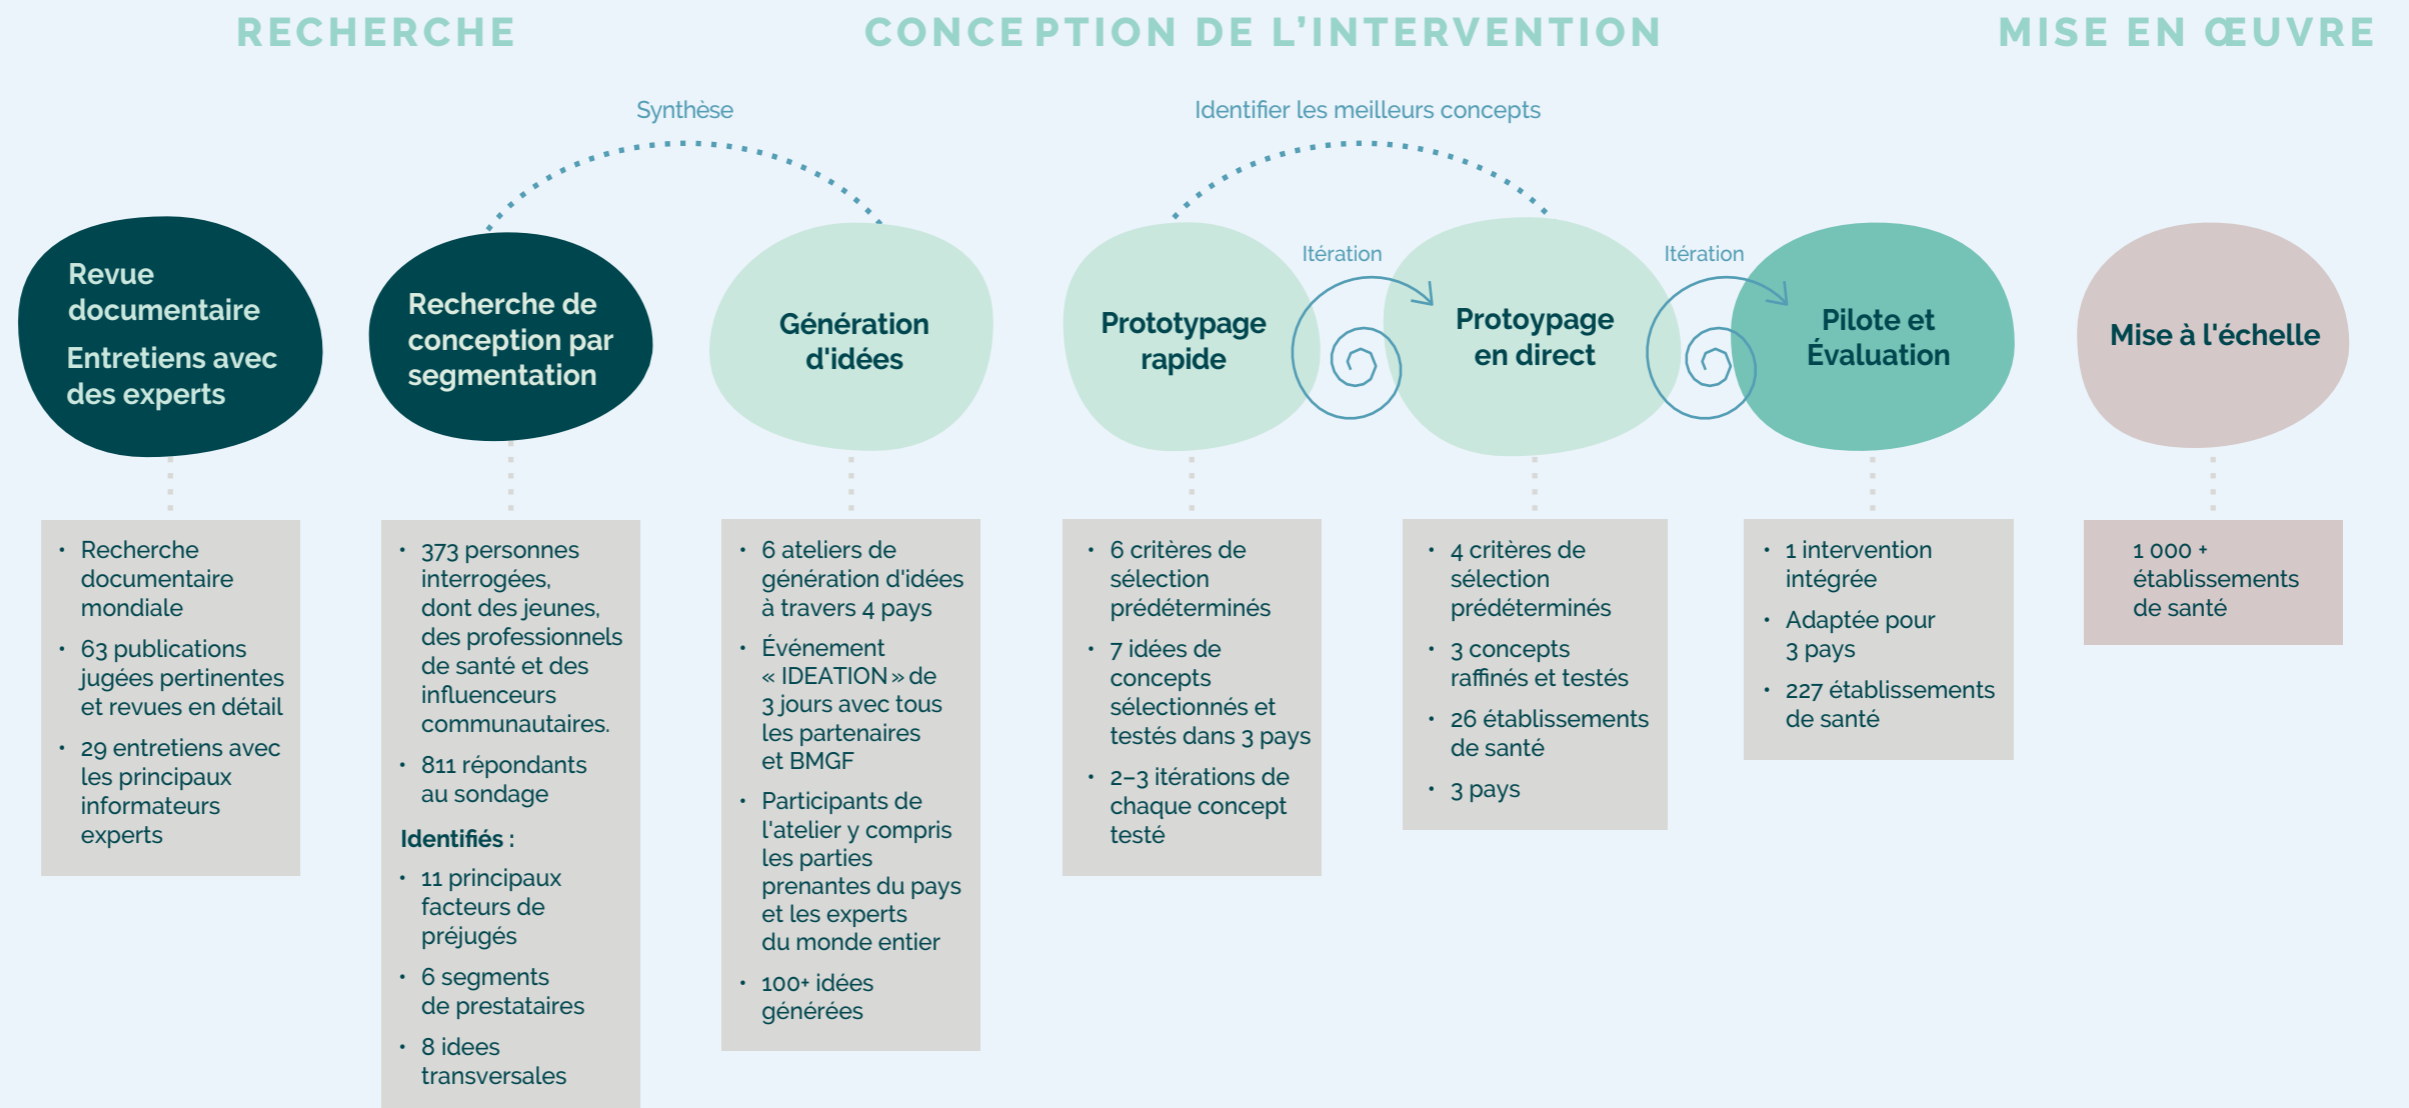 RECHERCHE
CONCEPTION DE L’INTERVENTION
MISE EN ŒUVRE
Synthèse
Identifier les meilleurs concepts
Revue
documentaire
Entretiens avec
des experts
Recherche de
conception par
segmentation
Génération
d'idées
Prototypage
rapide
Itération
Protoypage
en direct
Itération
Pilote et
Évaluation
Mise à l'échelle
• Recherche
documentaire
mondiale
• 63 publications
jugées pertinentes
et revues en détail
• 29 entretiens avec
les principaux
informateurs
experts
• 373 personnes
interrogées,
dont des jeunes,
des professionnels
de santé et des
influenceurs
communautaires.
• 811 répondants
au sondage
Identifiés :
• 11 principaux
facteurs de
préjugés
• 6 segments
de prestataires
• 8 idees
transversales
• 6 ateliers de
génération d'idées
à travers 4 pays
• Événement
« IDEATION » de
3 jours avec tous
les partenaires
et BMGF
• Participants de
l'atelier y compris
les parties
prenantes du pays
et les experts
du monde entier
• 100+ idées
générées
• 6 critères de
sélection
prédéterminés
• 7 idées de
concepts
sélectionnés et
testés dans 3 pays
• 2–3 itérations de
chaque concept
testé
• 4 critères de
sélection
prédéterminés
• 3 concepts
raffinés et testés
• 26 établissements
de santé
• 3 pays
• 1 intervention
intégrée
• Adaptée pour
3 pays
• 227 établissements
de santé
1 000 +
établissements
de santé